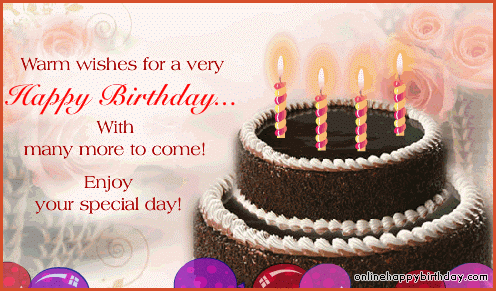 Warm wishes for a very
Happy Birthday...
With
many more to come!
Enjoy
your special day!
onlinehappybirthday.com